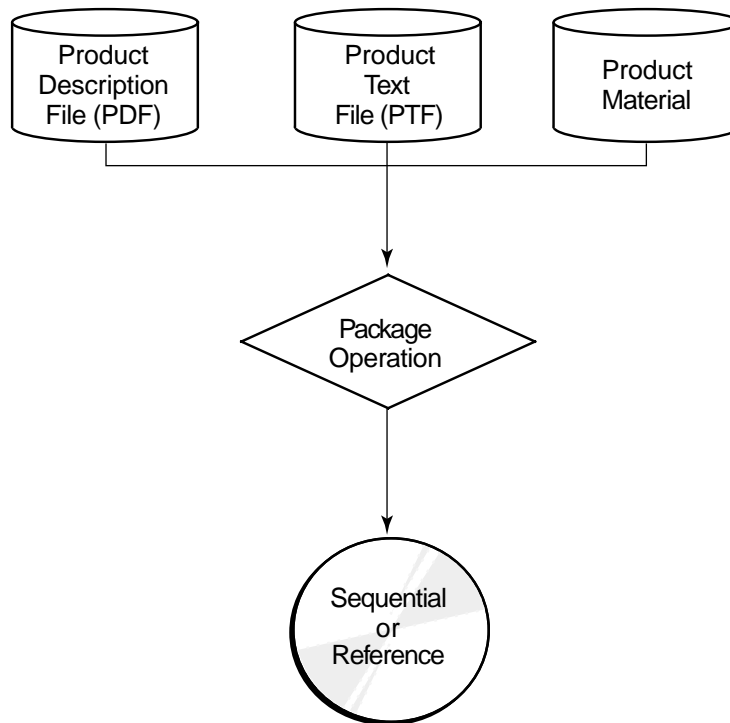 Product
Description
File (PDF)
Product
Text
File (PTF)
Product
Material
Package
Operation
Sequential
or
Reference